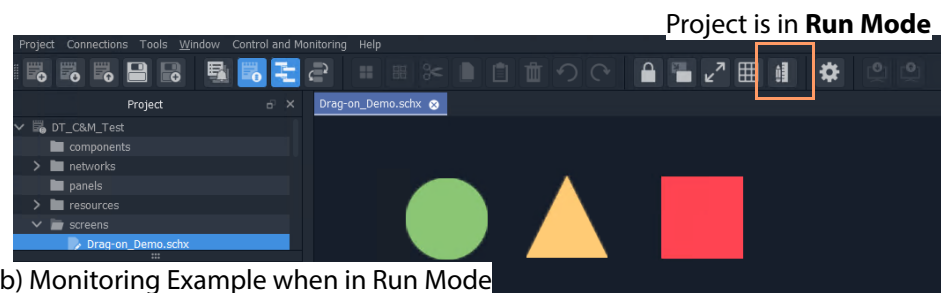 Project is in Run Mode
Project Connections Tools Window Control and Monitoring Help
Project
Drag-on_Demo.schx
DT_C&M_Test
components
networks
panels
resources
screens
Drag-on_Demo.schx
b) Monitoring Example when in Run Mode